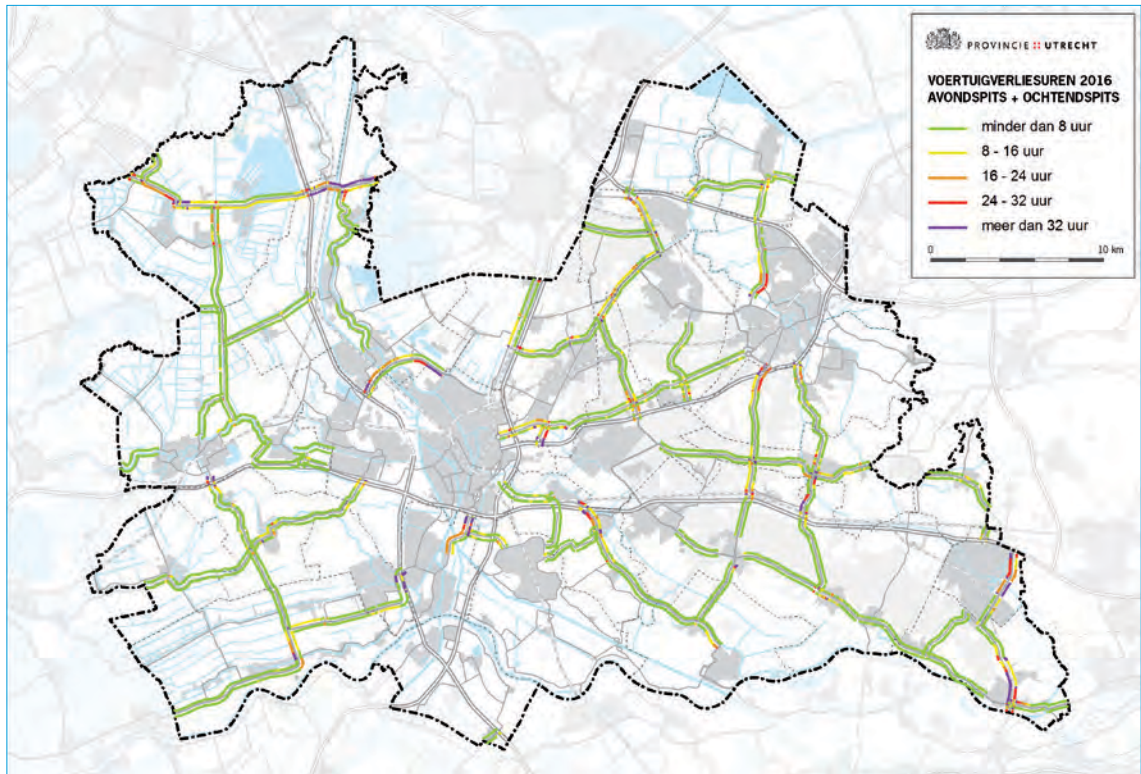 PROVINCIE UTRECHT
VOERTUIGVERLIESUREN 2016
AVONDSPITS + OCHTENDSPITS
minder dan 8 uur
8 - 16 uur
16 - 24 uur
24 - 32 uur
meer dan 32 uur
0 10 km